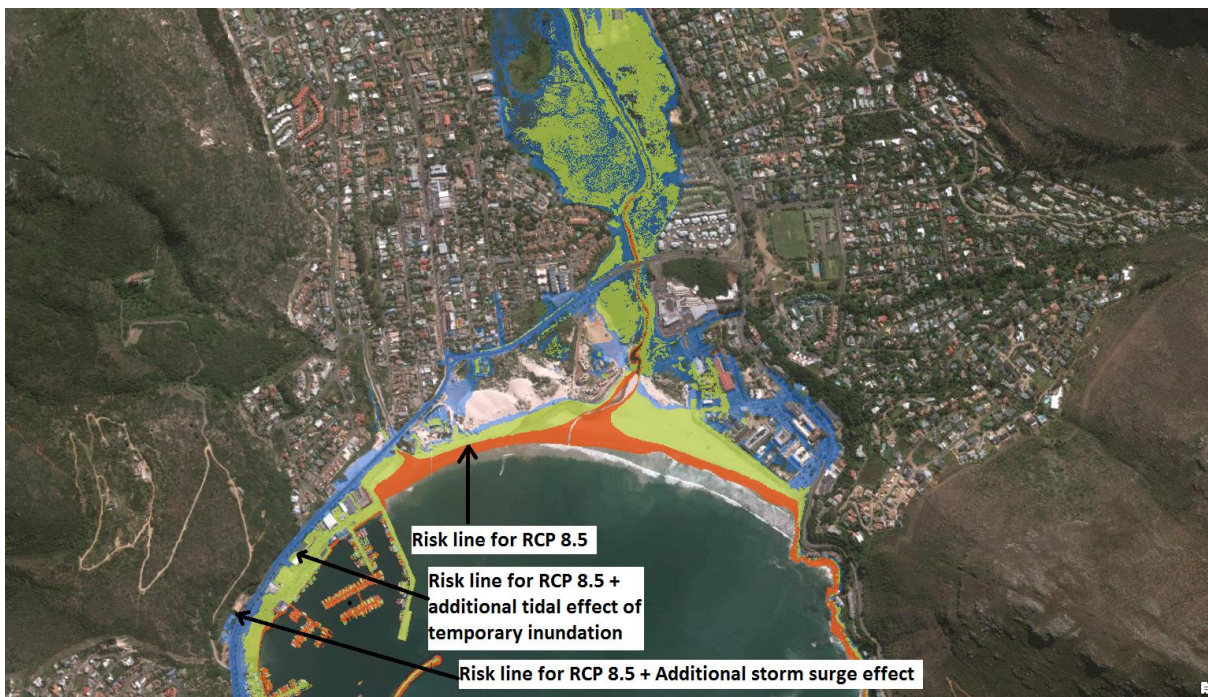 Risk line for RCP 8.5
Risk line for RCP 8.5 +
additional tidal effect of
temporary inundation
Risk line for RCP 8.5 + Additional storm surge effect